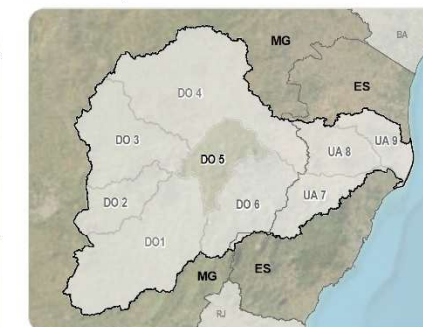 MG
BA
DO 4
ES
DO 3
DO 5
UA 8
UA 9
DO 2
DO 6
UA 7
DO1
MG
ES
RJ